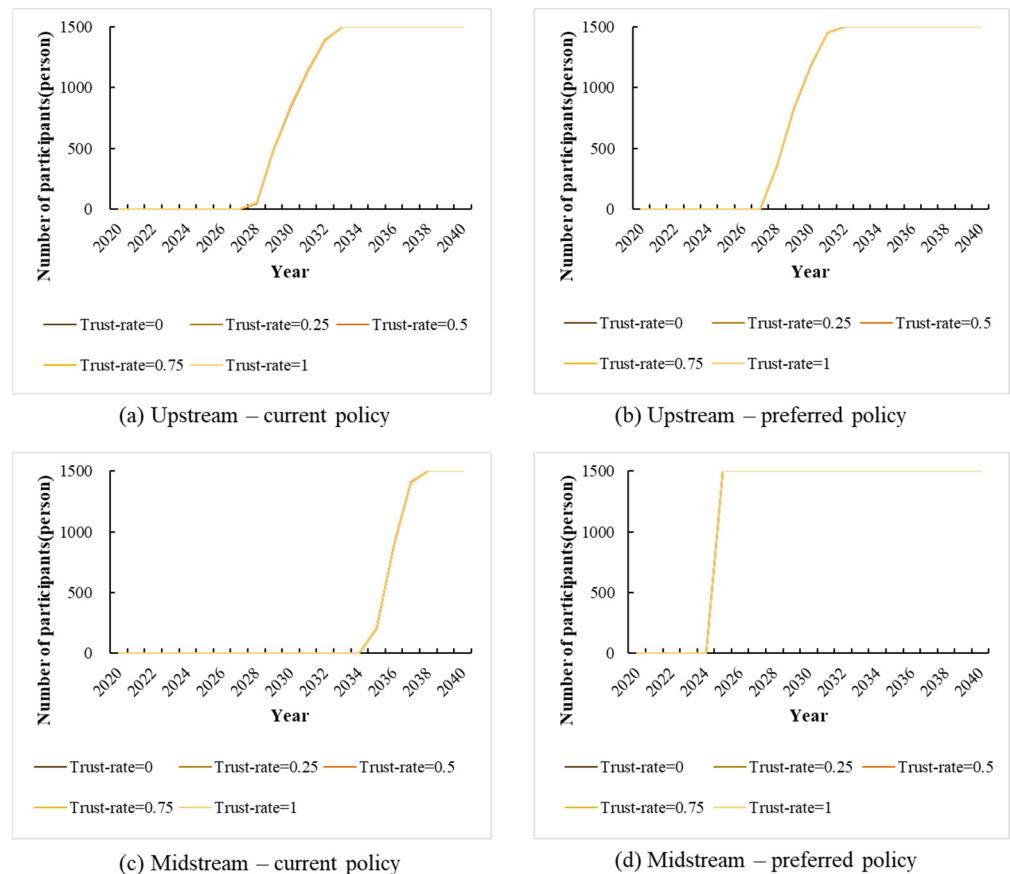 Number of participants(person)
1500
1000
500
0
2020 2022 2024 2026 2028 2030 2032 2034 2036 2038 2040
Year
Trust-rate=0 Trust-rate=0.25 Trust-rate=0.5
Trust-rate=0.75 Trust-rate=1
(a) Upstream – current policy
Number of participants(person)
1500
1000
500
0
2020 2022 2024 2026 2028 2030 2032 2034 2036 2038 2040
Year
Trust-rate=0 Trust-rate=0.25 Trust-rate=0.5
Trust-rate=0.75 Trust-rate=1
(b) Upstream – preferred policy
Number of participants(person)
1500
1000
500
0
2020 2022 2024 2026 2028 2030 2032 2034 2036 2038 2040
Year
Trust-rate=0 Trust-rate=0.25 Trust-rate=0.5
Trust-rate=0.75 Trust-rate=1
(c) Midstream – current policy
Number of participants(person)
1500
1000
500
0
2020 2022 2024 2026 2028 2030 2032 2034 2036 2038 2040
Year
Trust-rate=0 Trust-rate=0.25 Trust-rate=0.5
Trust-rate=0.75 Trust-rate=1
(d) Midstream – preferred policy